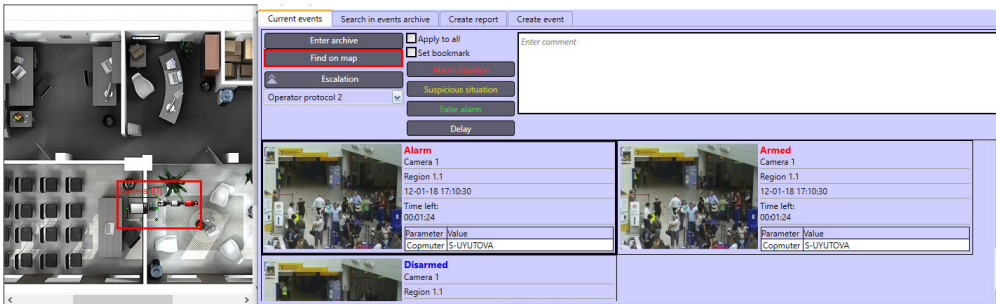 Current events
Search in events archive
Create report
Create event
Enter archive
Find on map
Escalation
Operator protocol 2
Apply to all
Set bookmark
Alarm situation
Suspicious situation
False alarm
Delay
Enter comment
Alarm
Camera 1
Region 1.1
12-01-18 17:10:30
Time left:
00:01:24
Parameter Value
Copmuter S-UYUTOVA
Armed
Camera 1
Region 1.1
12-01-18 17:10:30
Time left:
00:01:24
Parameter Value
Copmuter S-UYUTOVA
Disarmed
Camera 1
Region 1.1